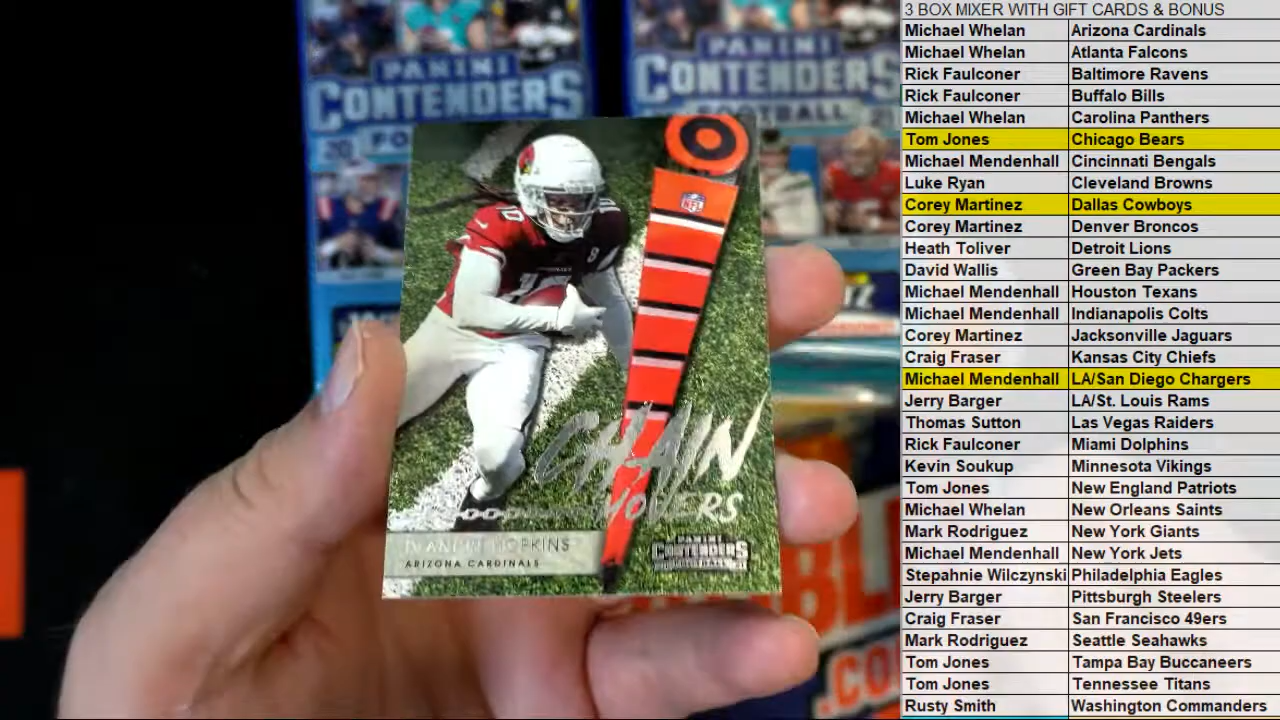 PANINI
CONTENDERS
PANINI
CONTENDERS
FOOTBALL
10
NFL
CHAIN
MOVERS
HOPKINS
ARIZONA CARDINALS
PANINI
CONTENDERS
3 BOX MIXER WITH GIFT CARDS & BONUS
Michael Whelan Arizona Cardinals
Michael Whelan Atlanta Falcons
Rick Faulconer Baltimore Ravens
Rick Faulconer Buffalo Bills
Michael Whelan Carolina Panthers
Tom Jones Chicago Bears
Michael Mendenhall Cincinnati Bengals
Luke Ryan Cleveland Browns
Corey Martinez Dallas Cowboys
Corey Martinez Denver Broncos
Heath Toliver Detroit Lions
David Wallis Green Bay Packers
Michael Mendenhall Houston Texans
Michael Mendenhall Indianapolis Colts
Corey Martinez Jacksonville Jaguars
Craig Fraser Kansas City Chiefs
Michael Mendenhall LA/San Diego Chargers
Jerry Barger LA/St. Louis Rams
Thomas Sutton Las Vegas Raiders
Rick Faulconer Miami Dolphins
Kevin Soukup Minnesota Vikings
Tom Jones New England Patriots
Michael Whelan New Orleans Saints
Mark Rodriguez New York Giants
Michael Mendenhall New York Jets
Stepahnie Wilczynski Philadelphia Eagles
Jerry Barger Pittsburgh Steelers
Craig Fraser San Francisco 49ers
Mark Rodriguez Seattle Seahawks
Tom Jones Tampa Bay Buccaneers
Tom Jones Tennessee Titans
Rusty Smith Washington Commanders